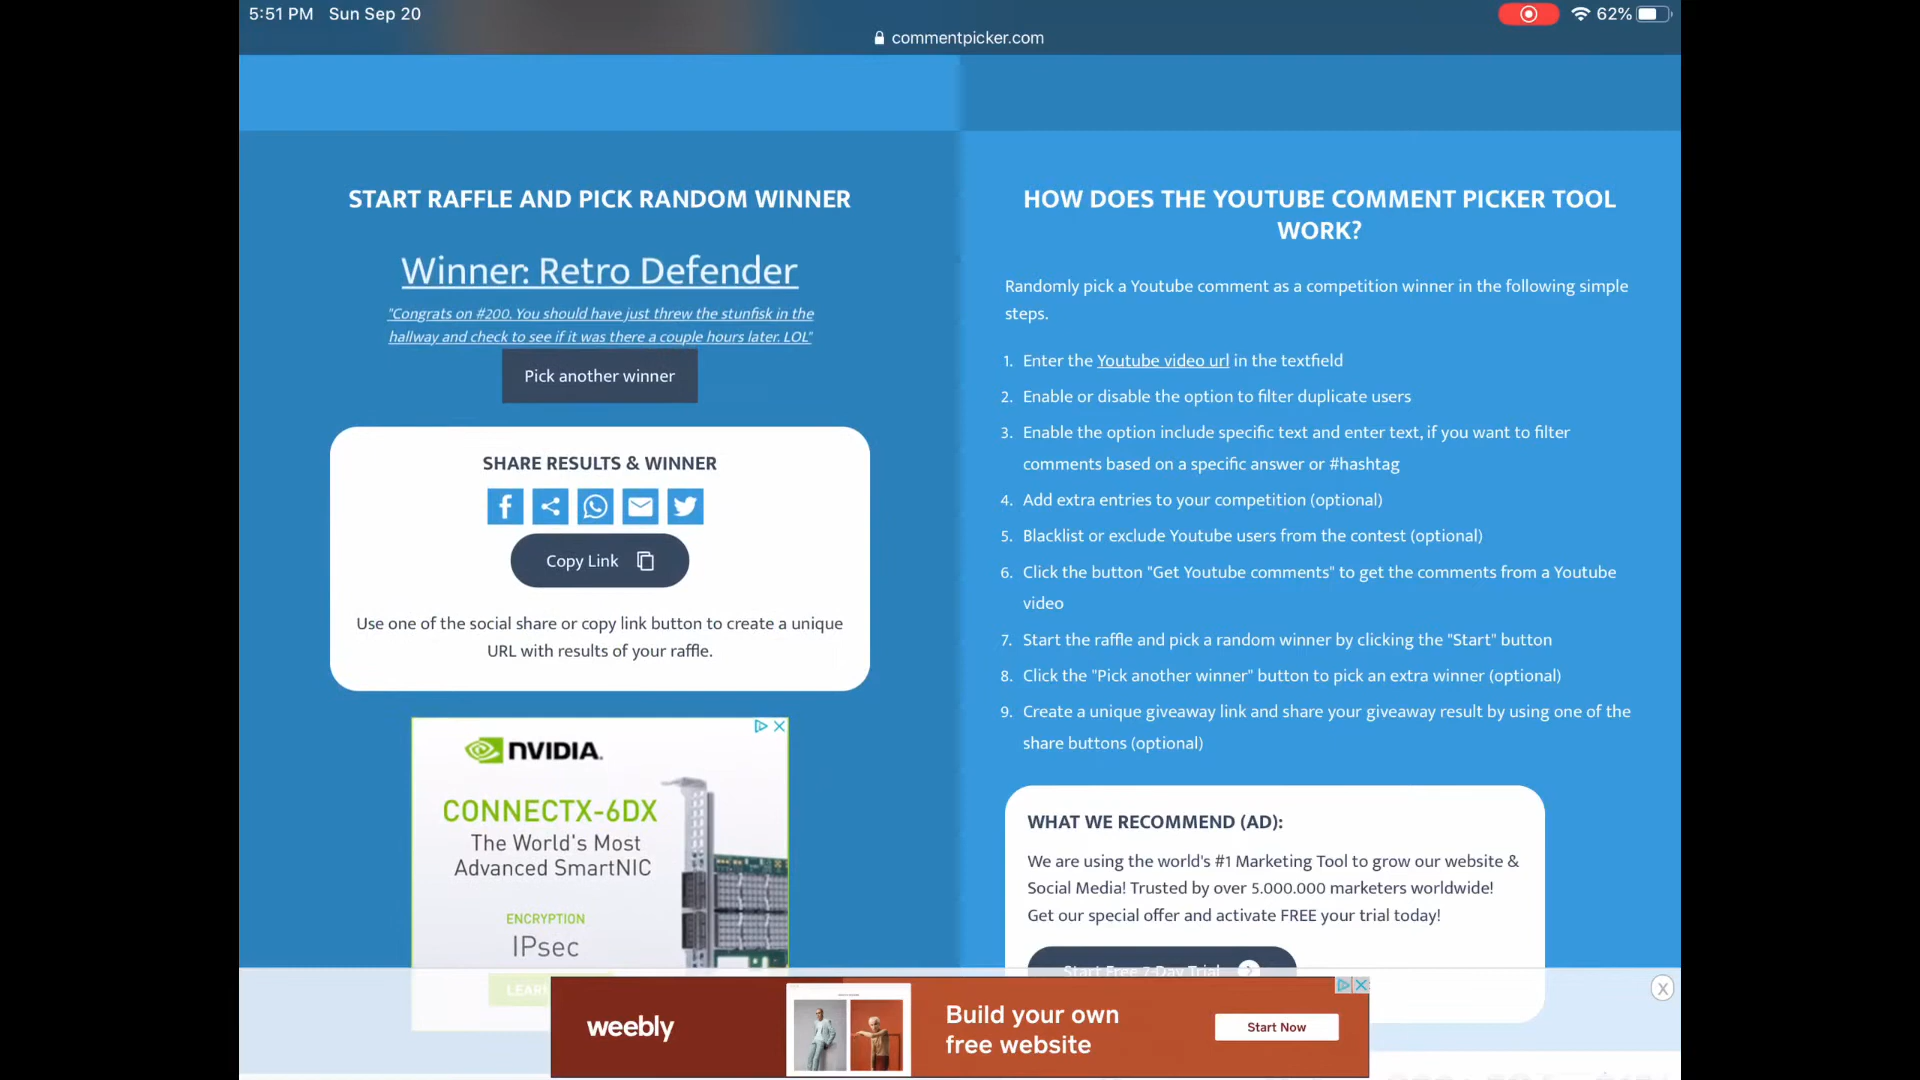 5:51 PM Sun Sep 20
62%
commentpicker.com
START RAFFLE AND PICK RANDOM WINNER
Winner: Retro Defender
"Congrats on #200. You should have just threw the stunfisk in the
hallway and check to see if it was there a couple hours later. LOL"
Pick another winner
SHARE RESULTS & WINNER
Copy Link
Use one of the social share or copy link button to create a unique
URL with results of your raffle.
NVIDIA.
CONNECTX-6DX
The World's Most
Advanced SmartNIC
ENCRYPTION
IPsec
HOW DOES THE YOUTUBE COMMENT PICKER TOOL
WORK?
Randomly pick a Youtube comment as a competition winner in the following simple
steps.
1. Enter the Youtube video url in the textfield
2. Enable or disable the option to filter duplicate users
3. Enable the option include specific text and enter text, if you want to filter
comments based on a specific answer or #hashtag
4. Add extra entries to your competition (optional)
5. Blacklist or exclude Youtube users from the contest (optional)
6. Click the button "Get Youtube comments" to get the comments from a Youtube
video
7. Start the raffle and pick a random winner by clicking the "Start" button
8. Click the "Pick another winner" button to pick an extra winner (optional)
9. Create a unique giveaway link and share your giveaway result by using one of the
share buttons (optional)
WHAT WE RECOMMEND (AD):
We are using the world's #1 Marketing Tool to grow our website &
Social Media! Trusted by over 5.000.000 marketers worldwide!
Get our special offer and activate FREE your trial today!
Start Free 7-Day Trial
weebly
Build your own
free website
Start Now